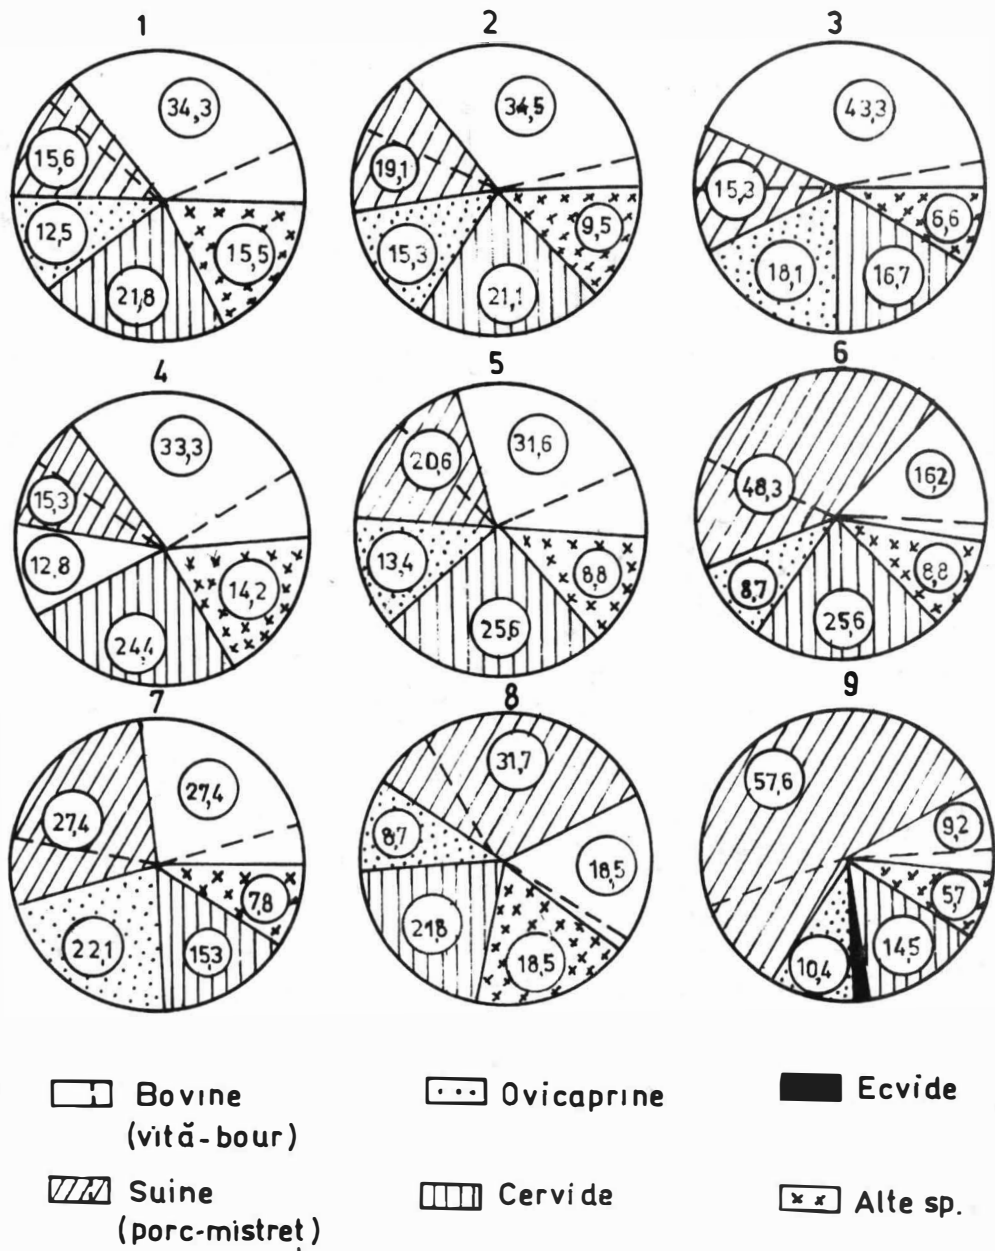 1 2 3
34,3 34,5 43,3
15,6 19,1 15,3
12,5 15,5 15,3 9,5 18,1 6,6
21,8 21,1 16,7
4 5 6
33,3 31,6 16,2
15,3 20,6 48,3
12,8 14,2 13,4 8,8 8,7 8,8
24,4 25,6 25,6
7 8 9
27,4 31,7 57,6
27,4 8,7 18,5 9,2
22,1 7,8 21,8 5,7
15,3 18,5 10,4 14,5
Bovine Ovicaprine Ecvide
(vită-bour)
Suine Cervide Alte sp.
(porc-mistreț)